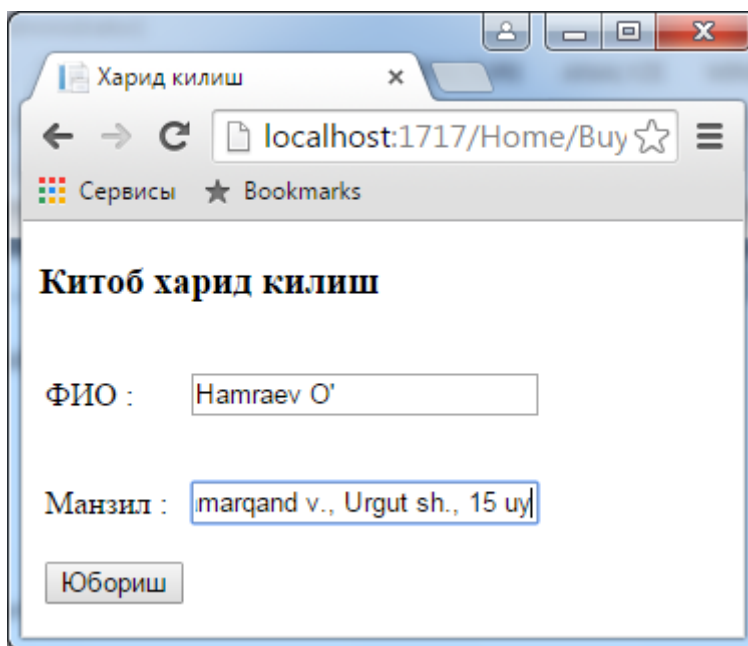 Харид килиш
localhost:1717/Home/Buy
Сервисы Bookmarks
Китоб харид килиш
ФИО : Hamraev O'
Манзил : marqand v., Urgut sh., 15 uy
Юбориш